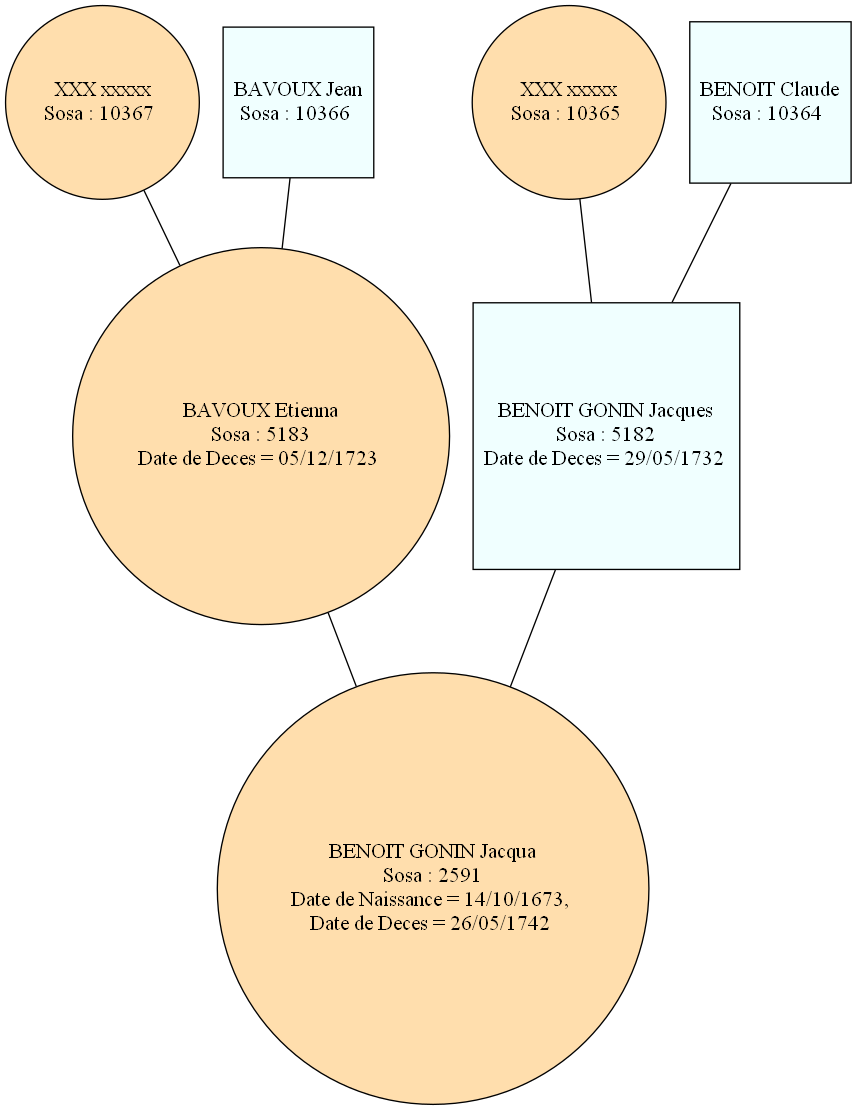 XXX xxxxx
Sosa : 10367
BAVOUX Jean
Sosa : 10366
XXX xxxxx
Sosa : 10365
BENOIT Claude
Sosa : 10364
BAVOUX Etienna
Sosa : 5183
Date de Deces = 05/12/1723
BENOIT GONIN Jacques
Sosa : 5182
Date de Deces = 29/05/1732
BENOIT GONIN Jacqua
Sosa : 2591
Date de Naissance = 14/10/1673,
Date de Deces = 26/05/1742